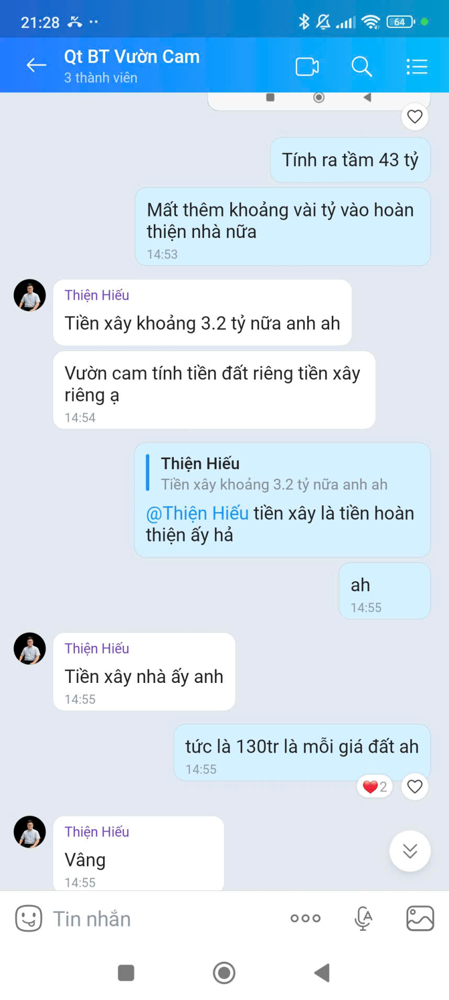 21:28
64
Qt BT Vườn Cam
3 thành viên
Tính ra tầm 43 tỷ
Mất thêm khoảng vài tỷ vào hoàn
thiện nhà nữa
14:53
Thiện Hiếu
Tiền xây khoảng 3.2 tỷ nữa anh ah
Vườn cam tính tiền đất riêng tiền xây
riêng ạ
14:54
Thiện Hiếu
Tiền xây khoảng 3.2 tỷ nữa anh ah
@Thiện Hiếu tiền xây là tiền hoàn
thiện ấy hả
ah
14:55
Thiện Hiếu
Tiền xây nhà ấy anh
14:55
tức là 130tr là mỗi giá đất ah
14:55
2
Thiện Hiếu
Vâng
14:55
Tin nhắn